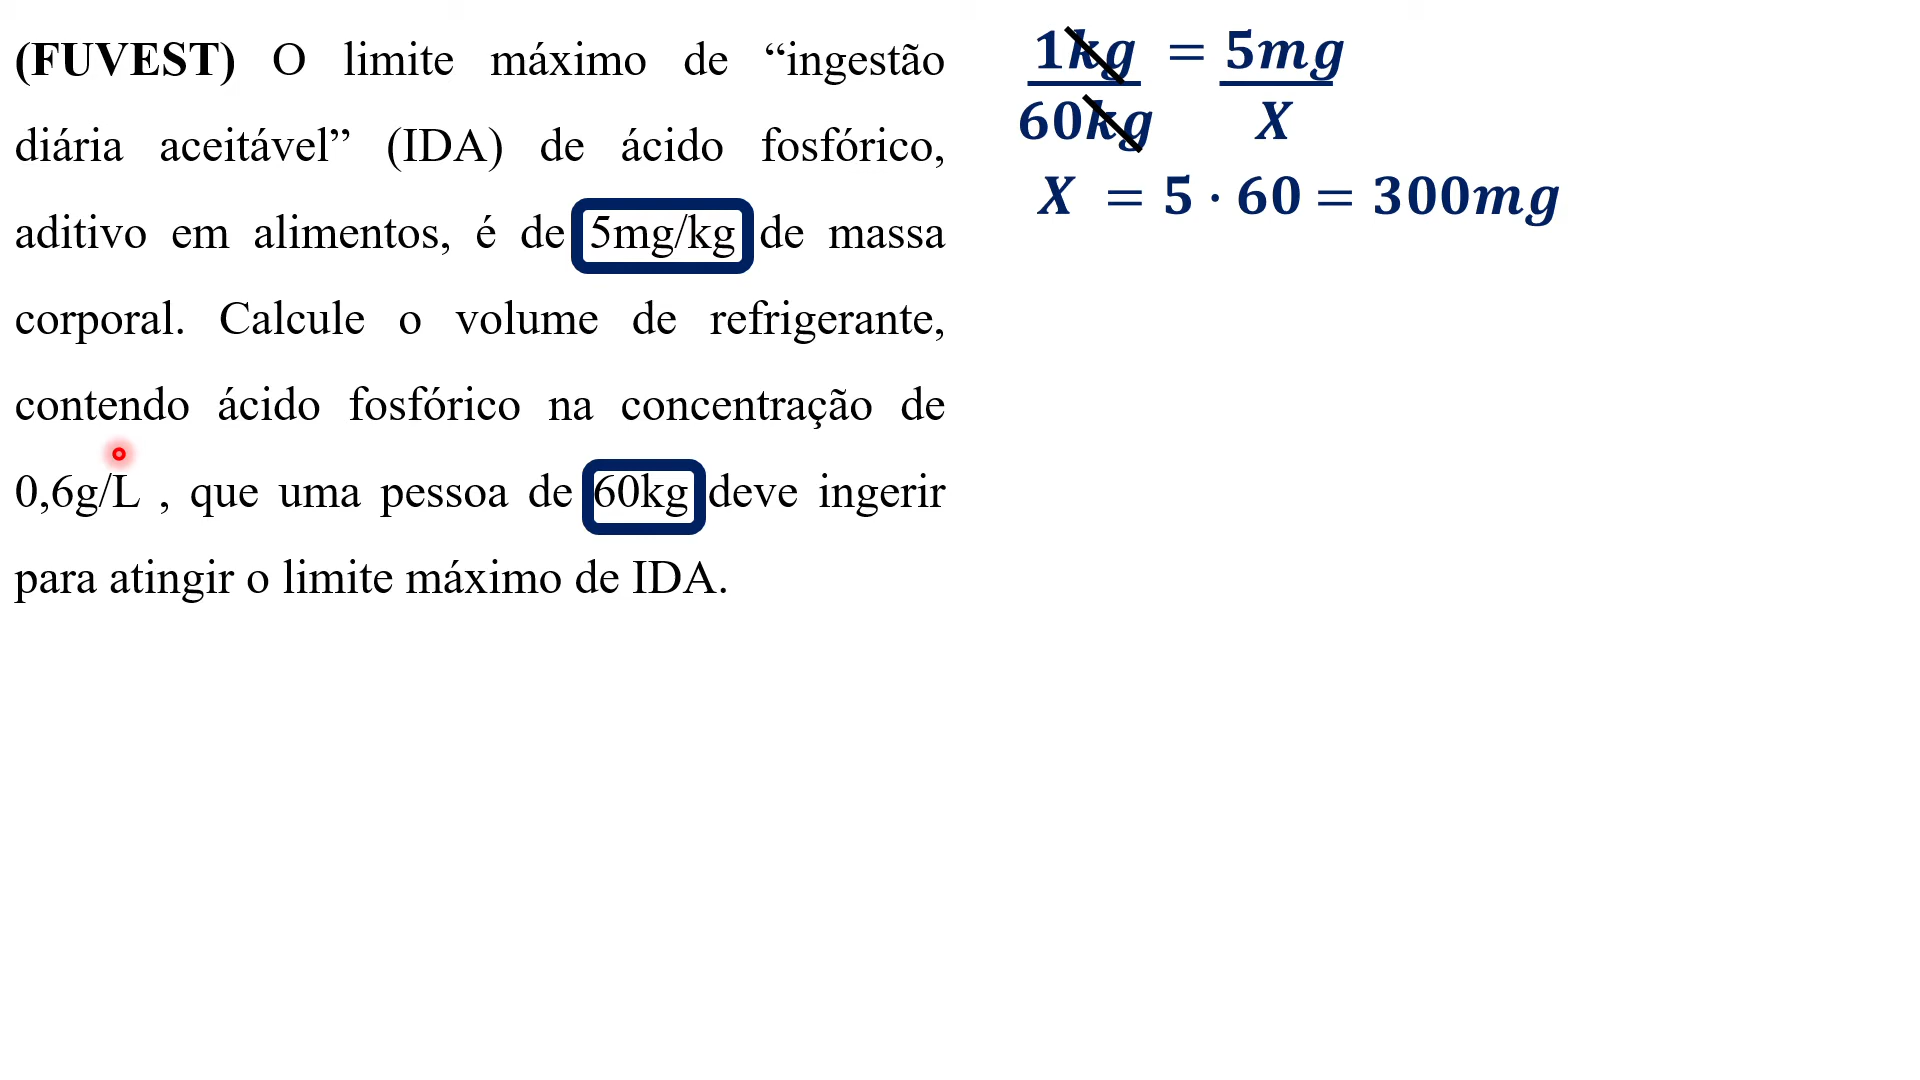 (FUVEST) O limite máximo de “ingestão
diária aceitável” (IDA) de ácido fosfórico,
aditivo em alimentos, é de 5mg/kg de massa
corporal. Calcule o volume de refrigerante,
contendo ácido fosfórico na concentração de
0,6g/L , que uma pessoa de 60kg deve ingerir
para atingir o limite máximo de IDA.
1kg = 5mg
60kg X
X = 5 · 60 = 300mg